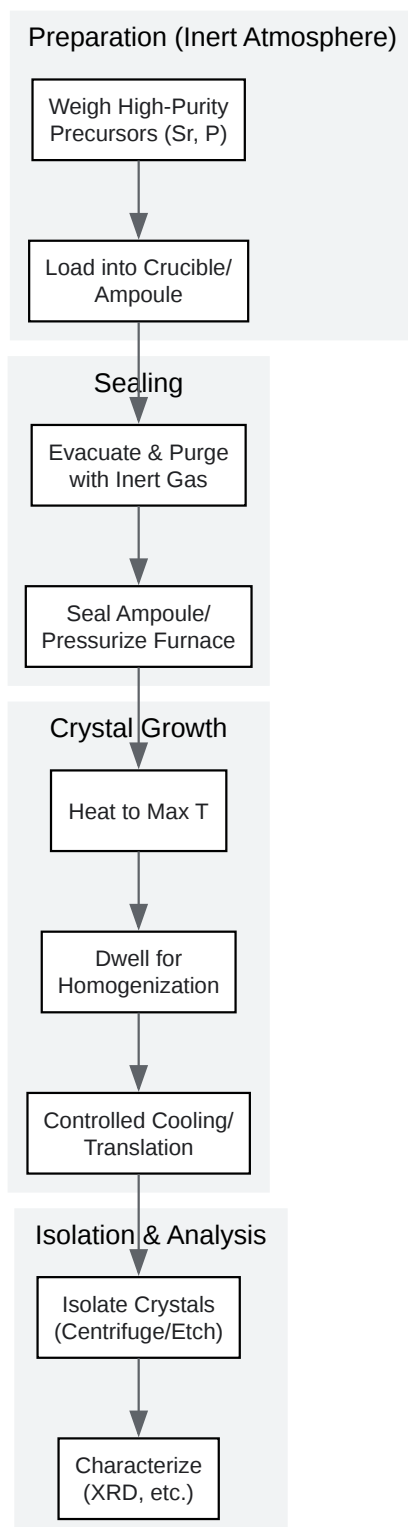 Preparation (Inert Atmosphere)
Weigh High-Purity
Precursors (Sr, P)
Load into Crucible/
Ampoule
Sealing
Evacuate & Purge
with Inert Gas
Seal Ampoule/
Pressurize Furnace
Crystal Growth
Heat to Max T
Dwell for
Homogenization
Controlled Cooling/
Translation
Isolation & Analysis
Isolate Crystals
(Centrifuge/Etch)
Characterize
(XRD, etc.)